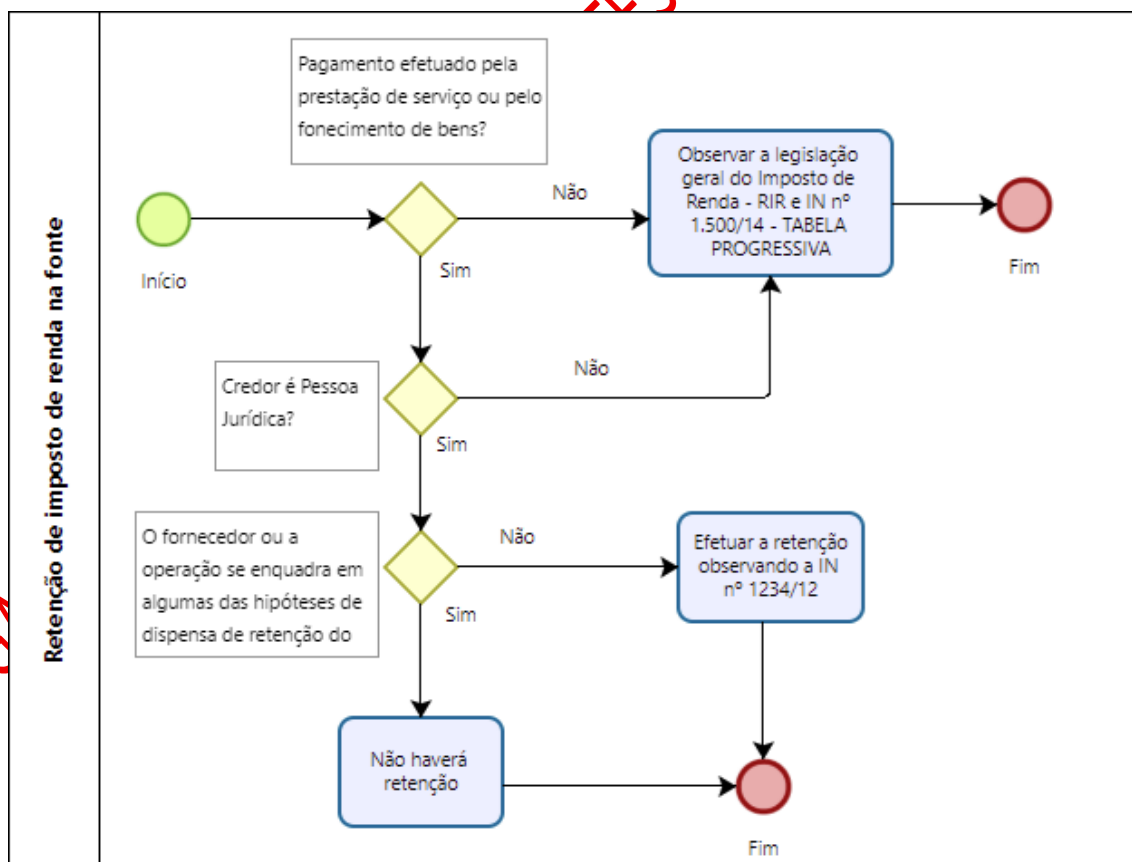 Retenção de imposto de renda na fonte
Pagamento efetuado pela
prestação de serviço ou pelo
fonecimento de bens?
Início
Não
Sim
Observar a legislação
geral do Imposto de
Renda - RIR e IN nº
1.500/14 - TABELA
PROGRESSIVA
Fim
Credor é Pessoa
Jurídica?
Não
Sim
O fornecedor ou a
operação se enquadra em
algumas das hipóteses de
dispensa de retenção do
Não
Sim
Efetuar a retenção
observando a IN
nº 1234/12
Não haverá
retenção
Fim